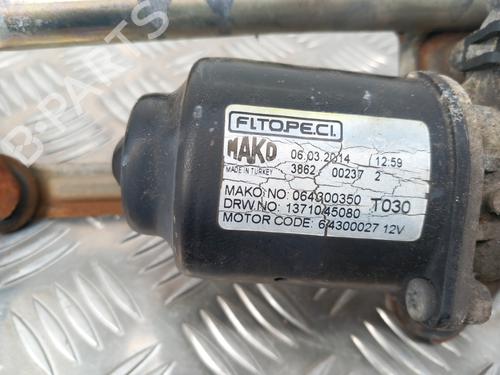 F.I.TO.PE.C.I.
MAKO 06.03.2014 12:59
MADE IN TURKEY 3862 00237 2
MAKO NO: 064300350 T030
DRW.NO: 1371045080
MOTOR CODE: 64300027 12V
B-PARTS